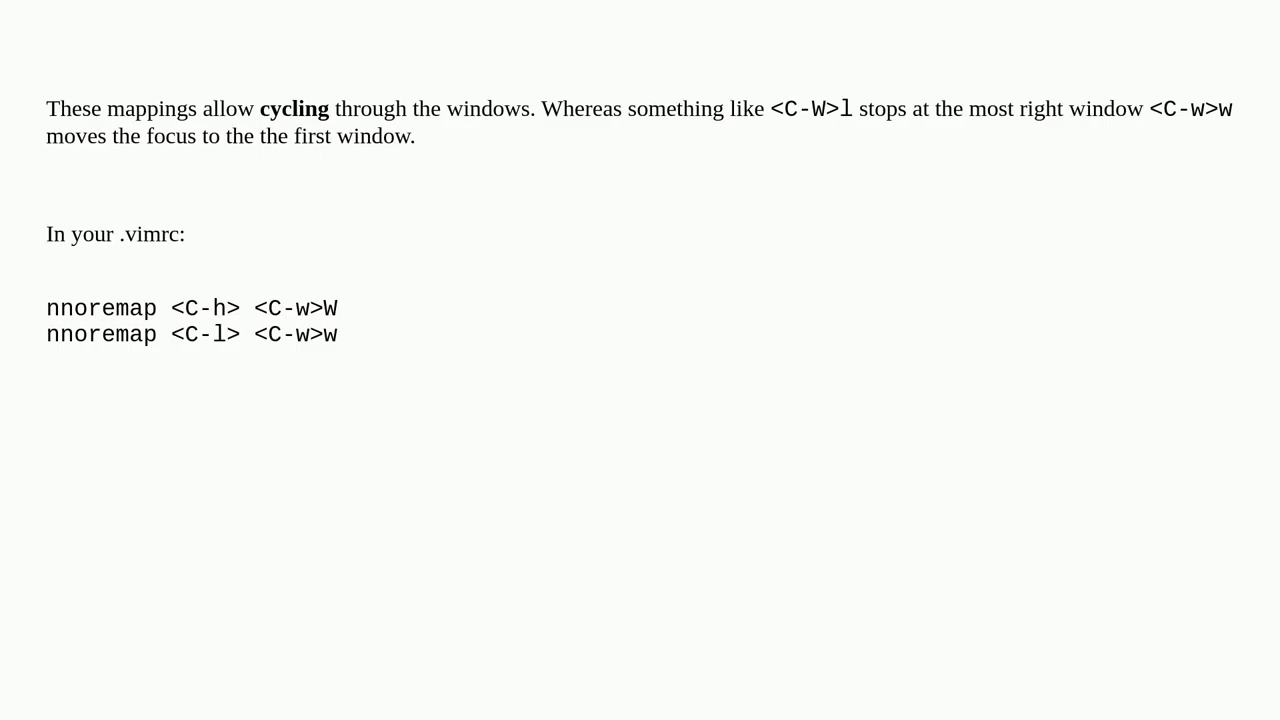 These mappings allow cycling through the windows. Whereas something like <C-W>l stops at the most right window <C-w>w
moves the focus to the the first window.
In your .vimrc:
nnoremap <C-h> <C-w>W
nnoremap <C-l> <C-w>w